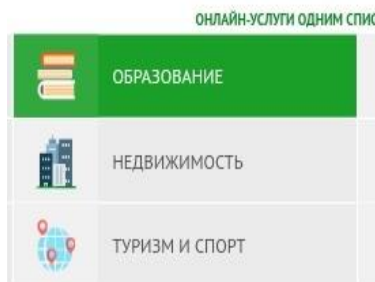 ОНЛАЙН-УСЛУГИ ОДНИМ
ОБРАЗОВАНИЕ
НЕДВИЖИМОСТЬ
ТУРИЗМ И СПОРТ